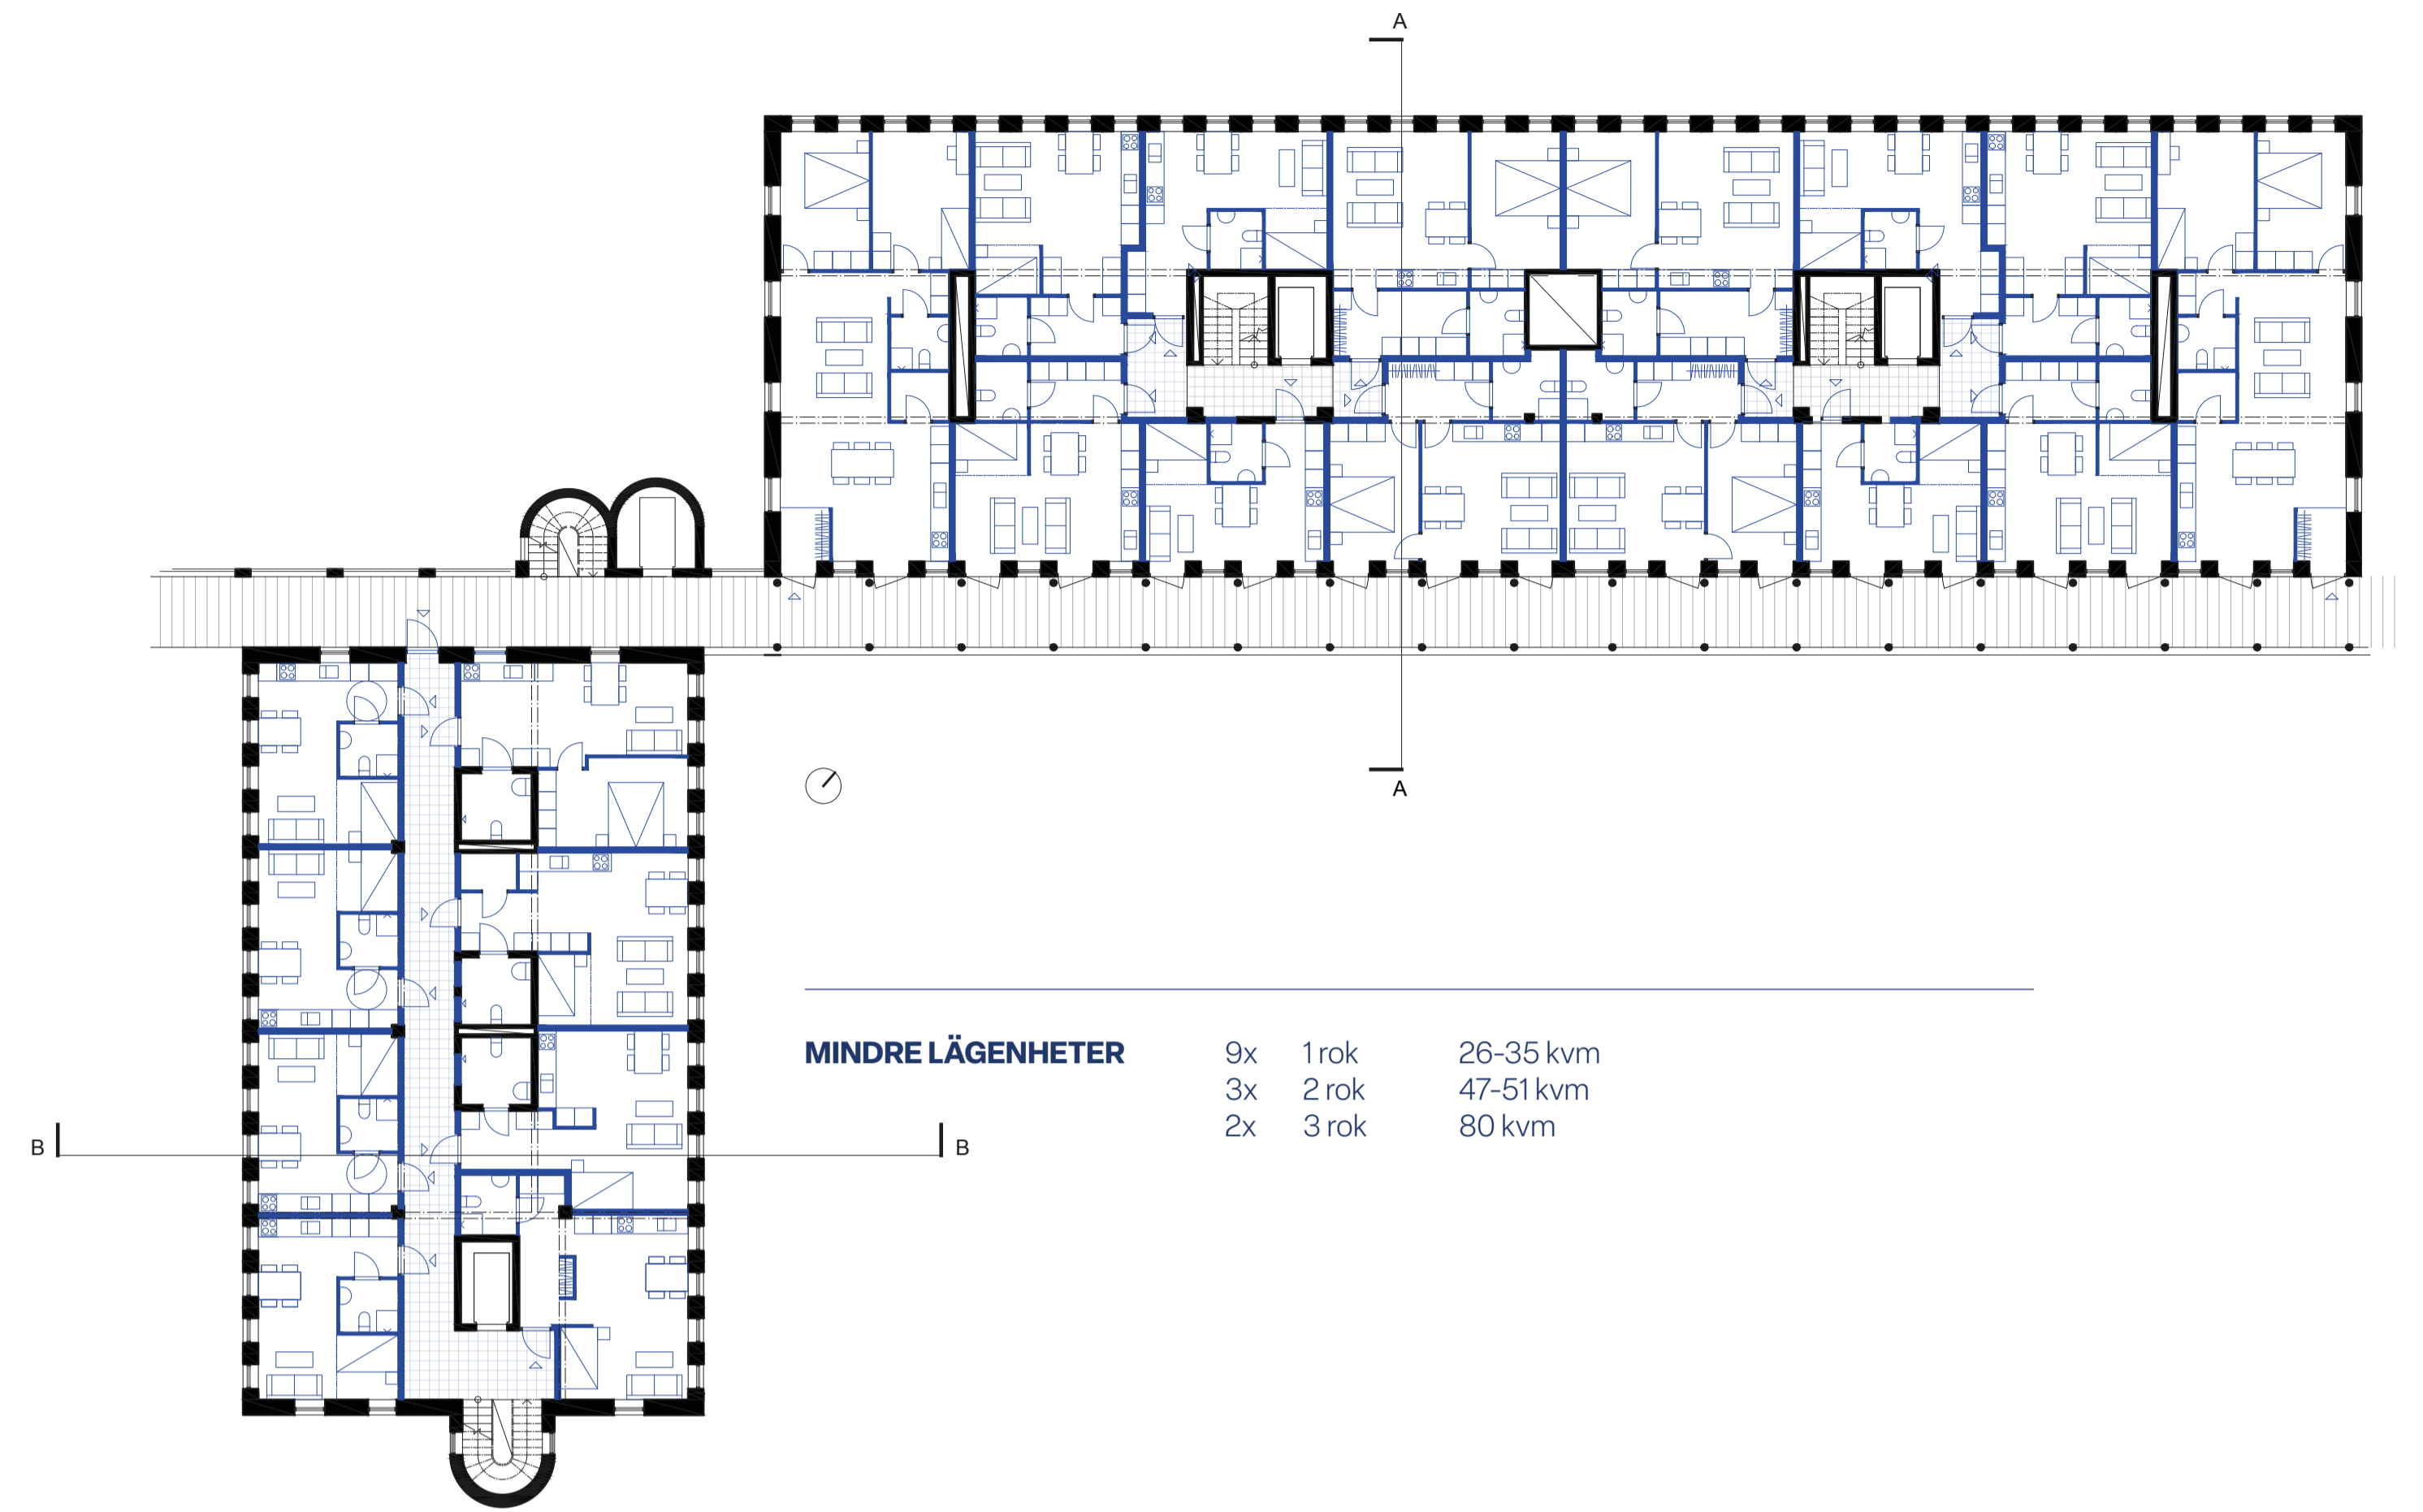 A
A
B
B
MINDRE LÄGENHETER 9x 1 rok 26-35 kvm
3x 2 rok 47-51 kvm
2x 3 rok 80 kvm